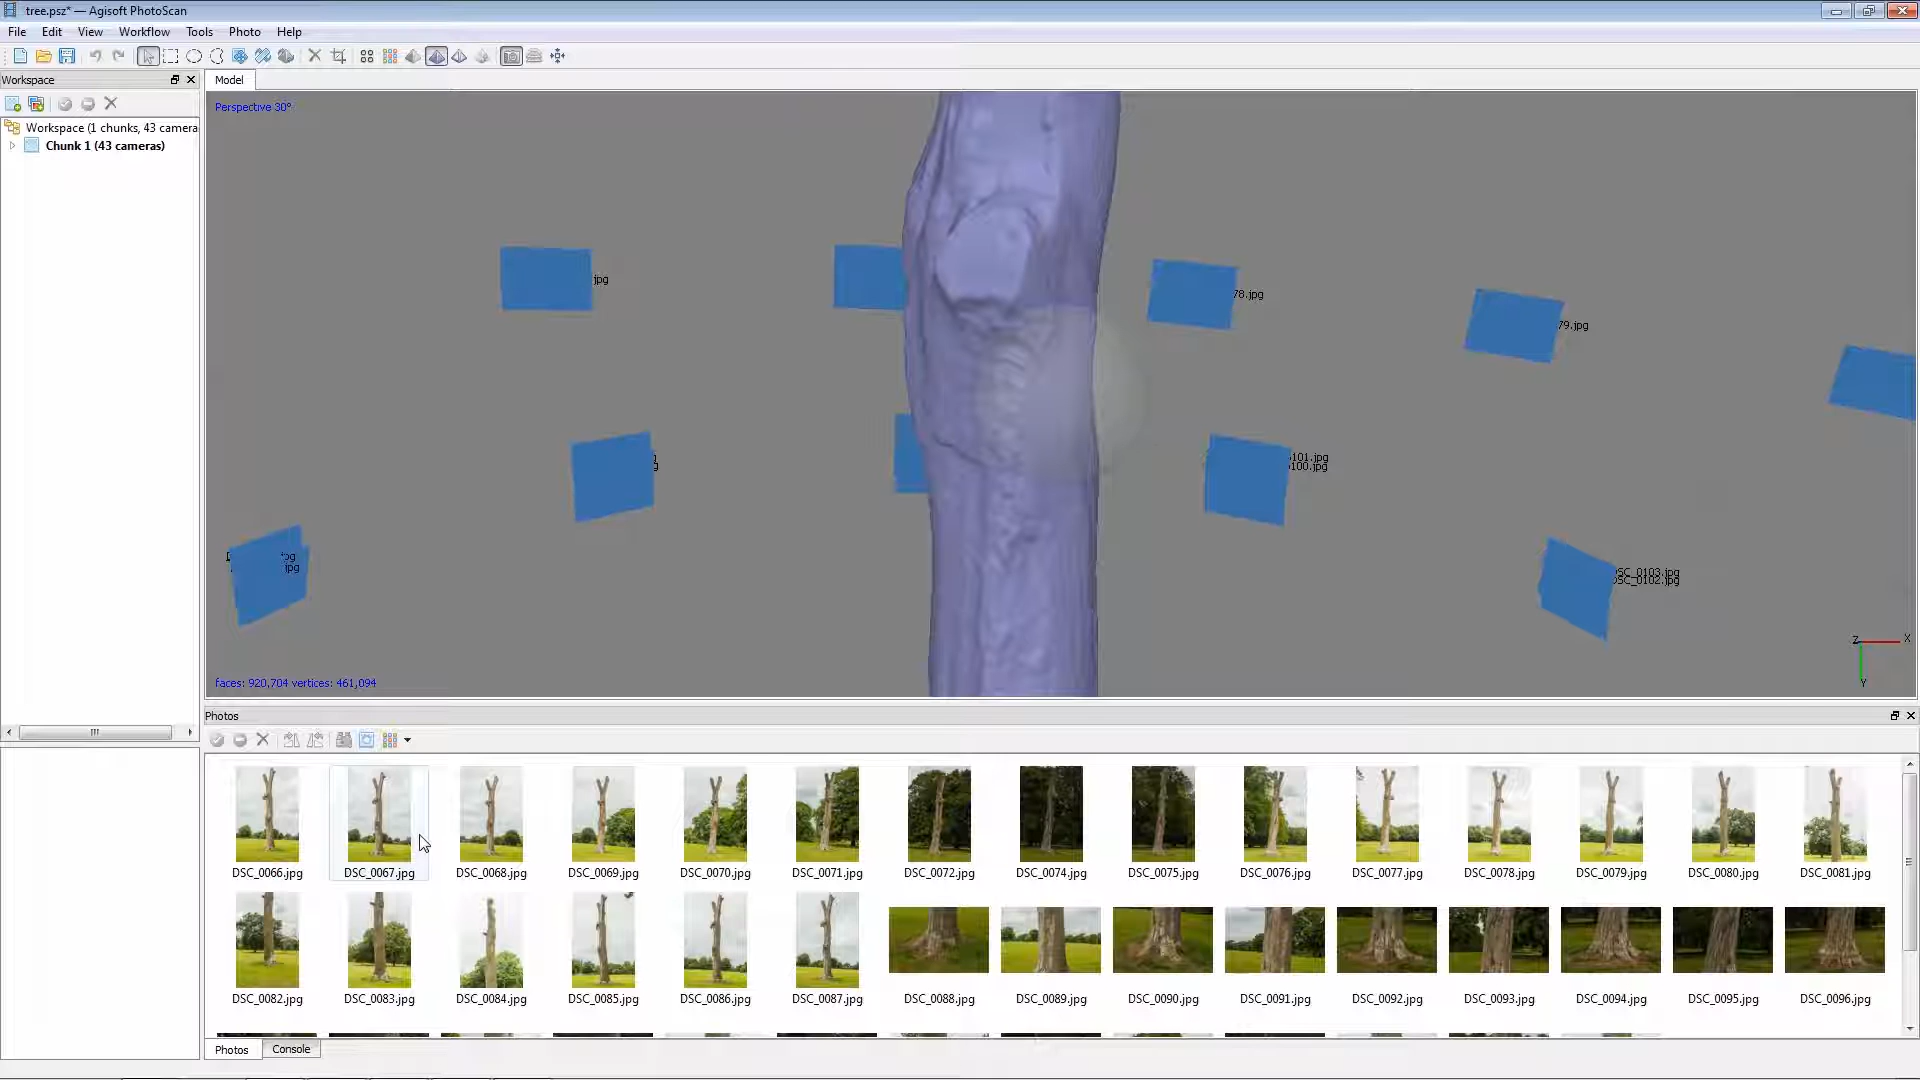 tree.psz* — Agisoft PhotoScan
File Edit View Workflow Tools Photo Help
Workspace
Model
Workspace (1 chunks, 43 camera
Chunk 1 (43 cameras)
Perspective 30°
jpg
78.jpg
79.jpg
101.jpg
100.jpg
jpg
SC_0103.jpg
SC_0102.jpg
Z X
Y
faces: 920,704 vertices: 461,094
Photos
DSC_0066.jpg DSC_0067.jpg DSC_0068.jpg DSC_0069.jpg DSC_0070.jpg DSC_0071.jpg DSC_0072.jpg DSC_0074.jpg DSC_0075.jpg DSC_0076.jpg DSC_0077.jpg DSC_0078.jpg DSC_0079.jpg DSC_0080.jpg DSC_0081.jpg
DSC_0082.jpg DSC_0083.jpg DSC_0084.jpg DSC_0085.jpg DSC_0086.jpg DSC_0087.jpg DSC_0088.jpg DSC_0089.jpg DSC_0090.jpg DSC_0091.jpg DSC_0092.jpg DSC_0093.jpg DSC_0094.jpg DSC_0095.jpg DSC_0096.jpg
Photos Console